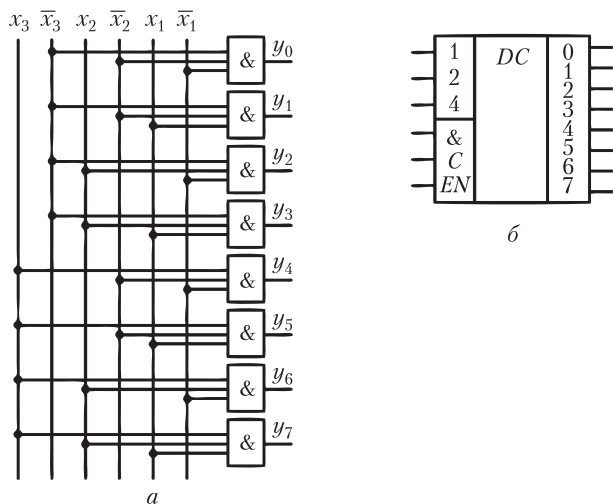 x₃ x̅₃ x₂ x̅₂ x₁ x̅₁
& y₀
& y₁
& y₂
& y₃
& y₄
& y₅
& y₆
& y₇
а
1 DC 0
2 1
4 2
& 3
C 4
EN 5
6
7
б